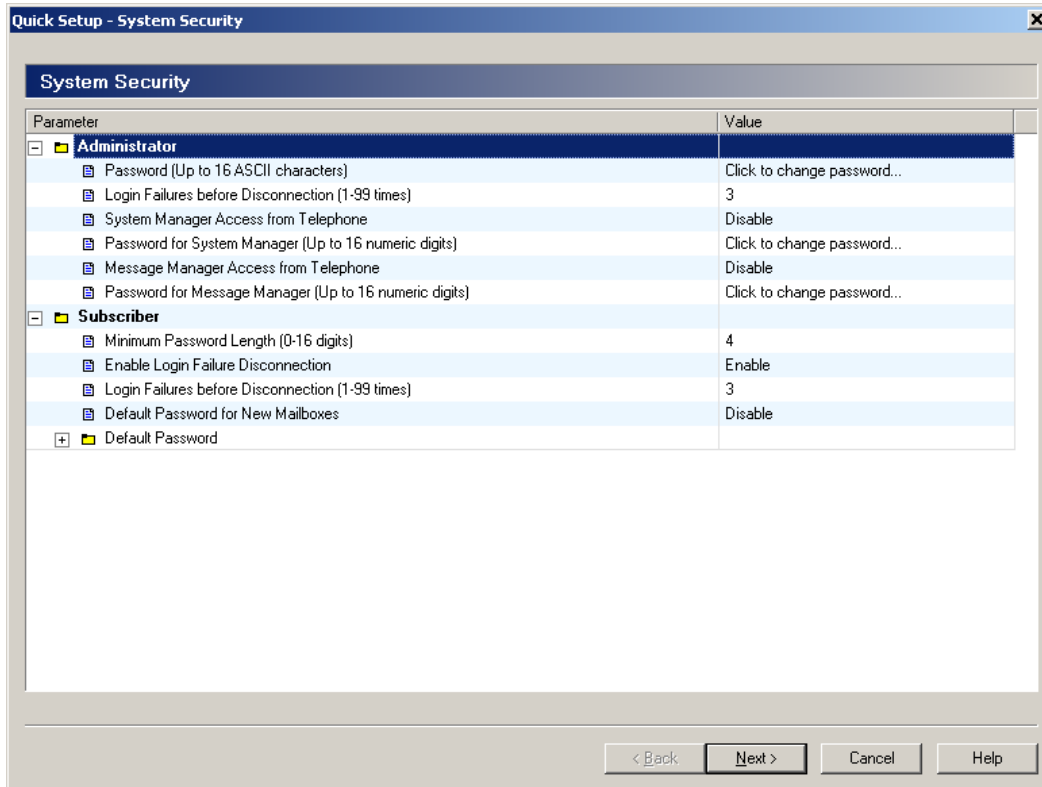 Quick Setup - System Security
System Security
Parameter Value
Administrator
Password (Up to 16 ASCII characters) Click to change password...
Login Failures before Disconnection (1-99 times) 3
System Manager Access from Telephone Disable
Password for System Manager (Up to 16 numeric digits) Click to change password...
Message Manager Access from Telephone Disable
Password for Message Manager (Up to 16 numeric digits) Click to change password...
Subscriber
Minimum Password Length (0-16 digits) 4
Enable Login Failure Disconnection Enable
Login Failures before Disconnection (1-99 times) 3
Default Password for New Mailboxes Disable
Default Password
< Back Next > Cancel Help